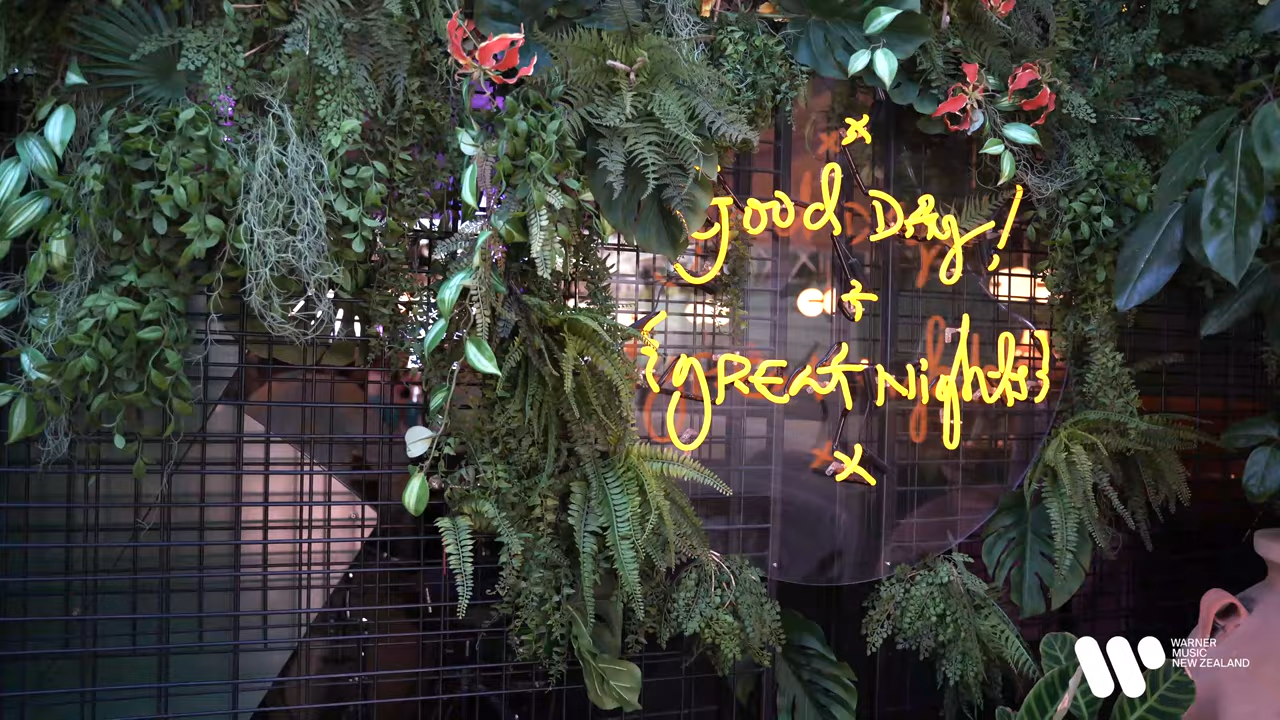 x
good DAy!
+
{gREAt Nights}
x
WARNER
MUSIC
NEW ZEALAND